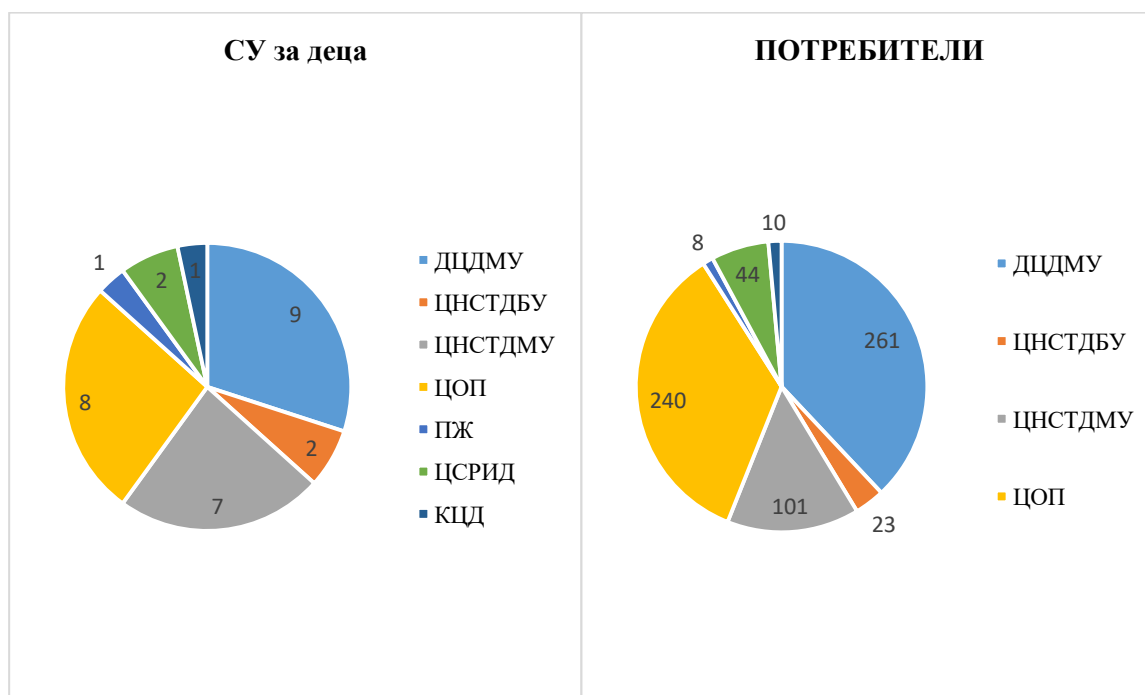 СУ за деца
1
2
1
9
8
2
7
ДЦДМУ
ЦНСТДБУ
ЦНСТДМУ
ЦОП
ПЖ
ЦСРИД
КЦД
ПОТРЕБИТЕЛИ
10
8
44
261
240
101
23
ДЦДМУ
ЦНСТДБУ
ЦНСТДМУ
ЦОП